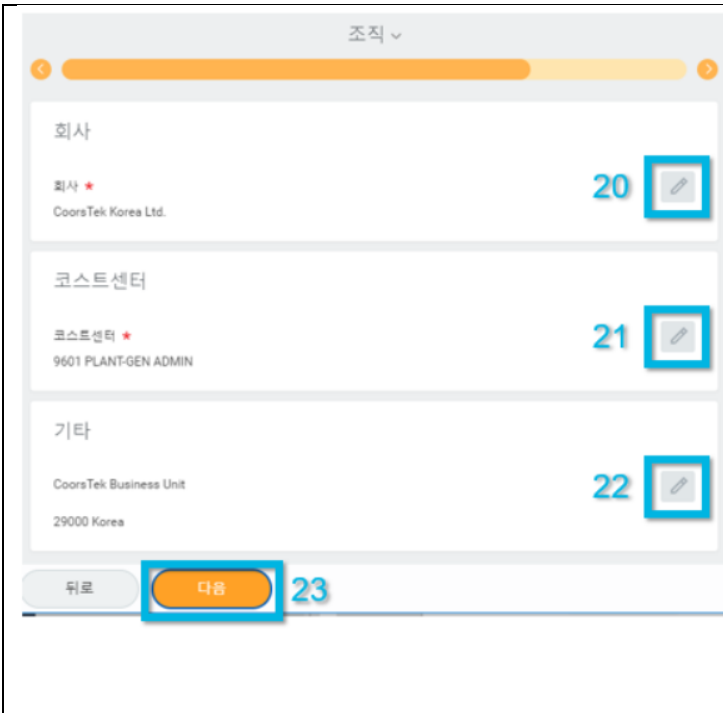 조직
회사
회사 *
CoorsTek Korea Ltd.
20
코스트센터
코스트센터 *
9601 PLANT-GEN ADMIN
21
기타
CoorsTek Business Unit
29000 Korea
22
뒤로
다음
23